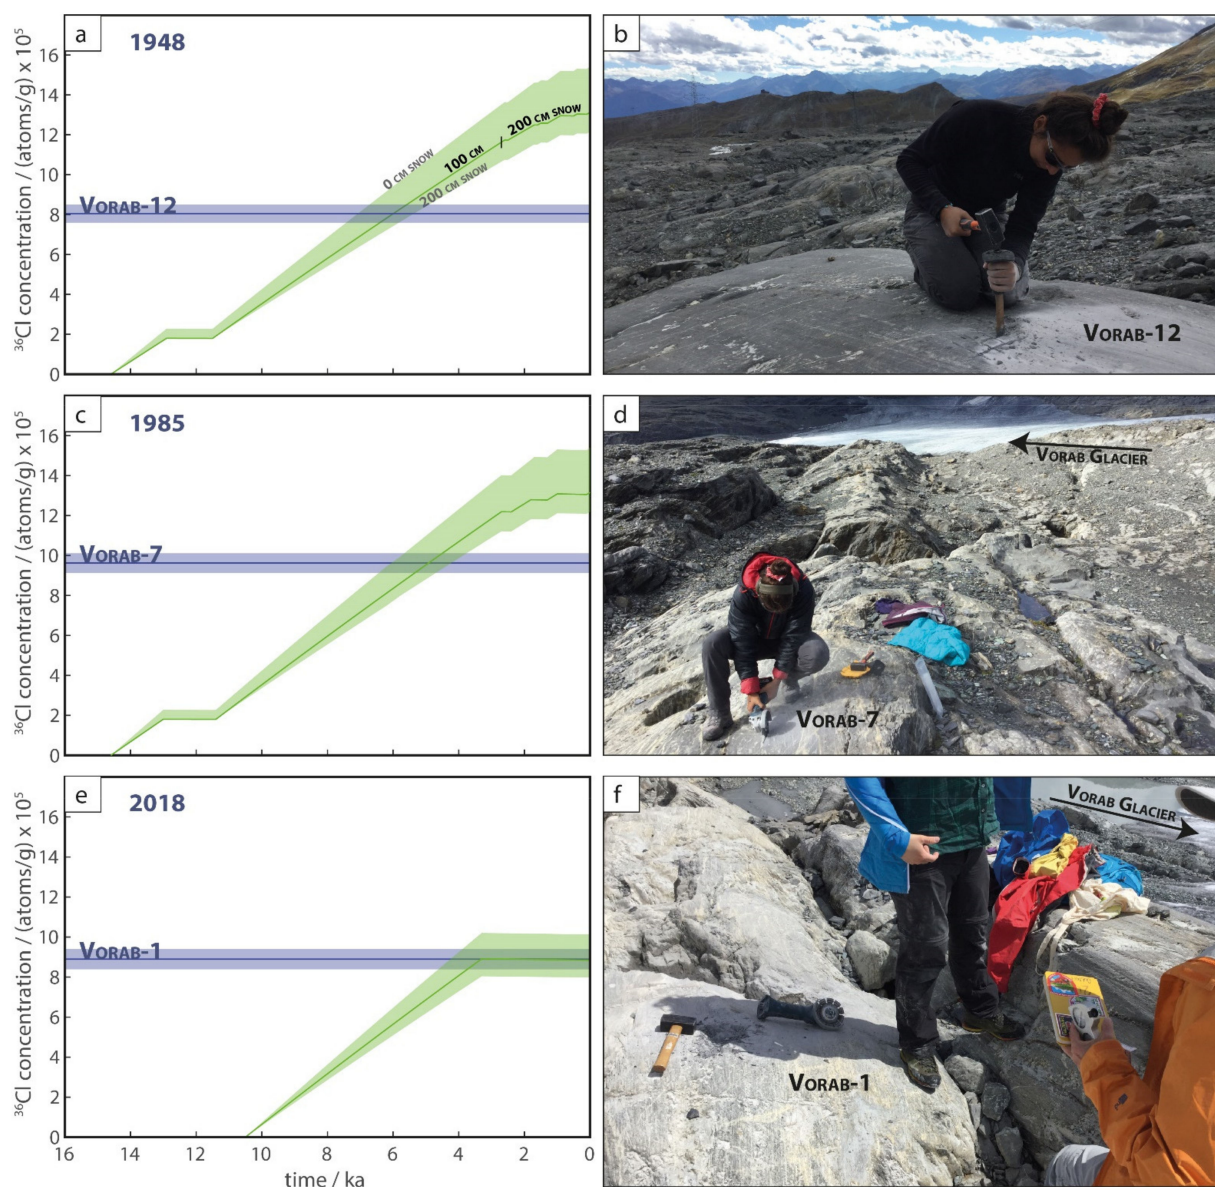 a
1948
³⁶Cl concentration / (atoms/g) x 10⁵
16
14
12
10
8
6
4
2
0
0 CM SNOW
100 CM / 200 CM SNOW
200 CM SNOW
VORAB-12
b
VORAB-12
c
1985
³⁶Cl concentration / (atoms/g) x 10⁵
16
14
12
10
8
6
4
2
0
VORAB-7
d
VORAB GLACIER
VORAB-7
e
2018
³⁶Cl concentration / (atoms/g) x 10⁵
16
14
12
10
8
6
4
2
0
VORAB-1
16 14 12 10 8 6 4 2 0
time / ka
f
VORAB GLACIER
VORAB-1